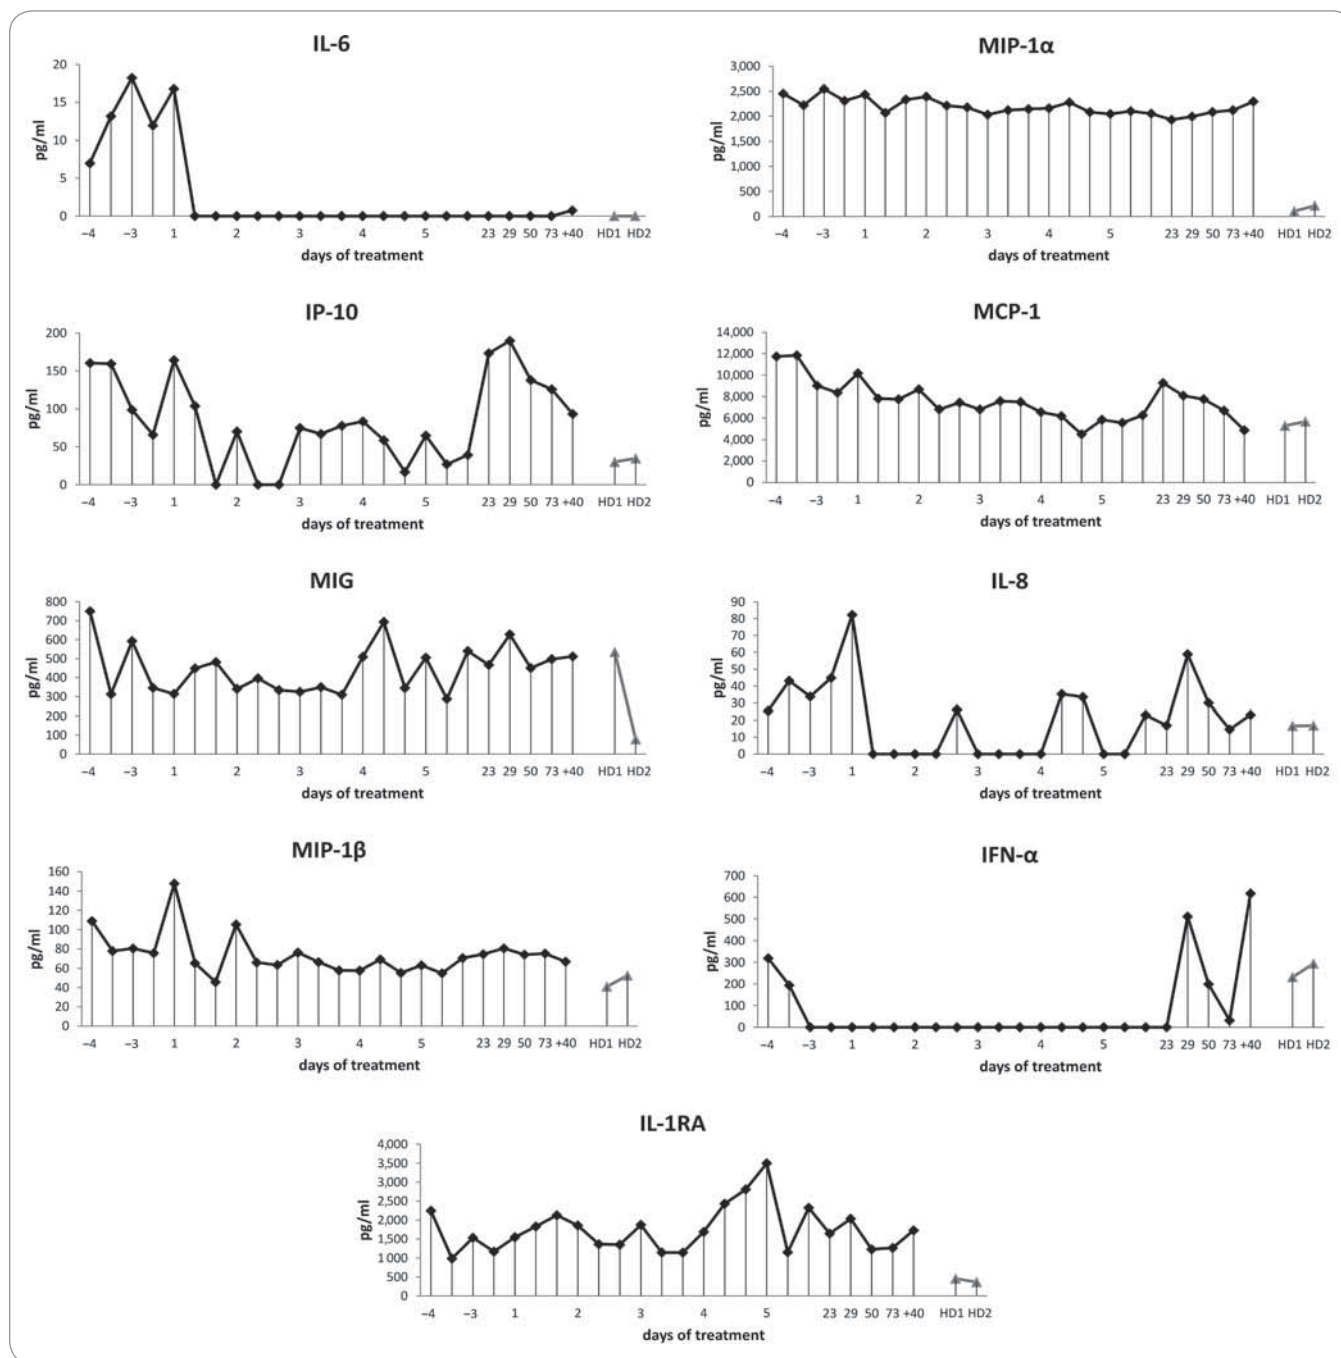 IL-6
20
15
10
5
0
pg/ml
−4 −3 1 2 3 4 5 23 29 50 73 +40 HD1 HD2
days of treatment
MIP-1α
3,000
2,500
2,000
1,500
1,000
500
0
pg/ml
−4 −3 1 2 3 4 5 23 29 50 73 +40 HD1 HD2
days of treatment
IP-10
200
150
100
50
0
pg/ml
−4 −3 1 2 3 4 5 23 29 50 73 +40 HD1 HD2
days of treatment
MCP-1
14,000
12,000
10,000
8,000
6,000
4,000
2,000
0
pg/ml
−4 −3 1 2 3 4 5 23 29 50 73 +40 HD1 HD2
days of treatment
MIG
800
700
600
500
400
300
200
100
0
pg/ml
−4 −3 1 2 3 4 5 23 29 50 73 +40 HD1 HD2
days of treatment
IL-8
90
80
70
60
50
40
30
20
10
0
pg/ml
−4 −3 1 2 3 4 5 23 29 50 73 +40 HD1 HD2
days of treatment
MIP-1β
160
140
120
100
80
60
40
20
0
pg/ml
−4 −3 1 2 3 4 5 23 29 50 73 +40 HD1 HD2
days of treatment
IFN-α
700
600
500
400
300
200
100
0
pg/ml
−4 −3 1 2 3 4 5 23 29 50 73 +40 HD1 HD2
days of treatment
IL-1RA
4,000
3,500
3,000
2,500
2,000
1,500
1 000
500
0
pg/ml
−4 −3 1 2 3 4 5 23 29 50 73 +40 HD1 HD2
days of treatment